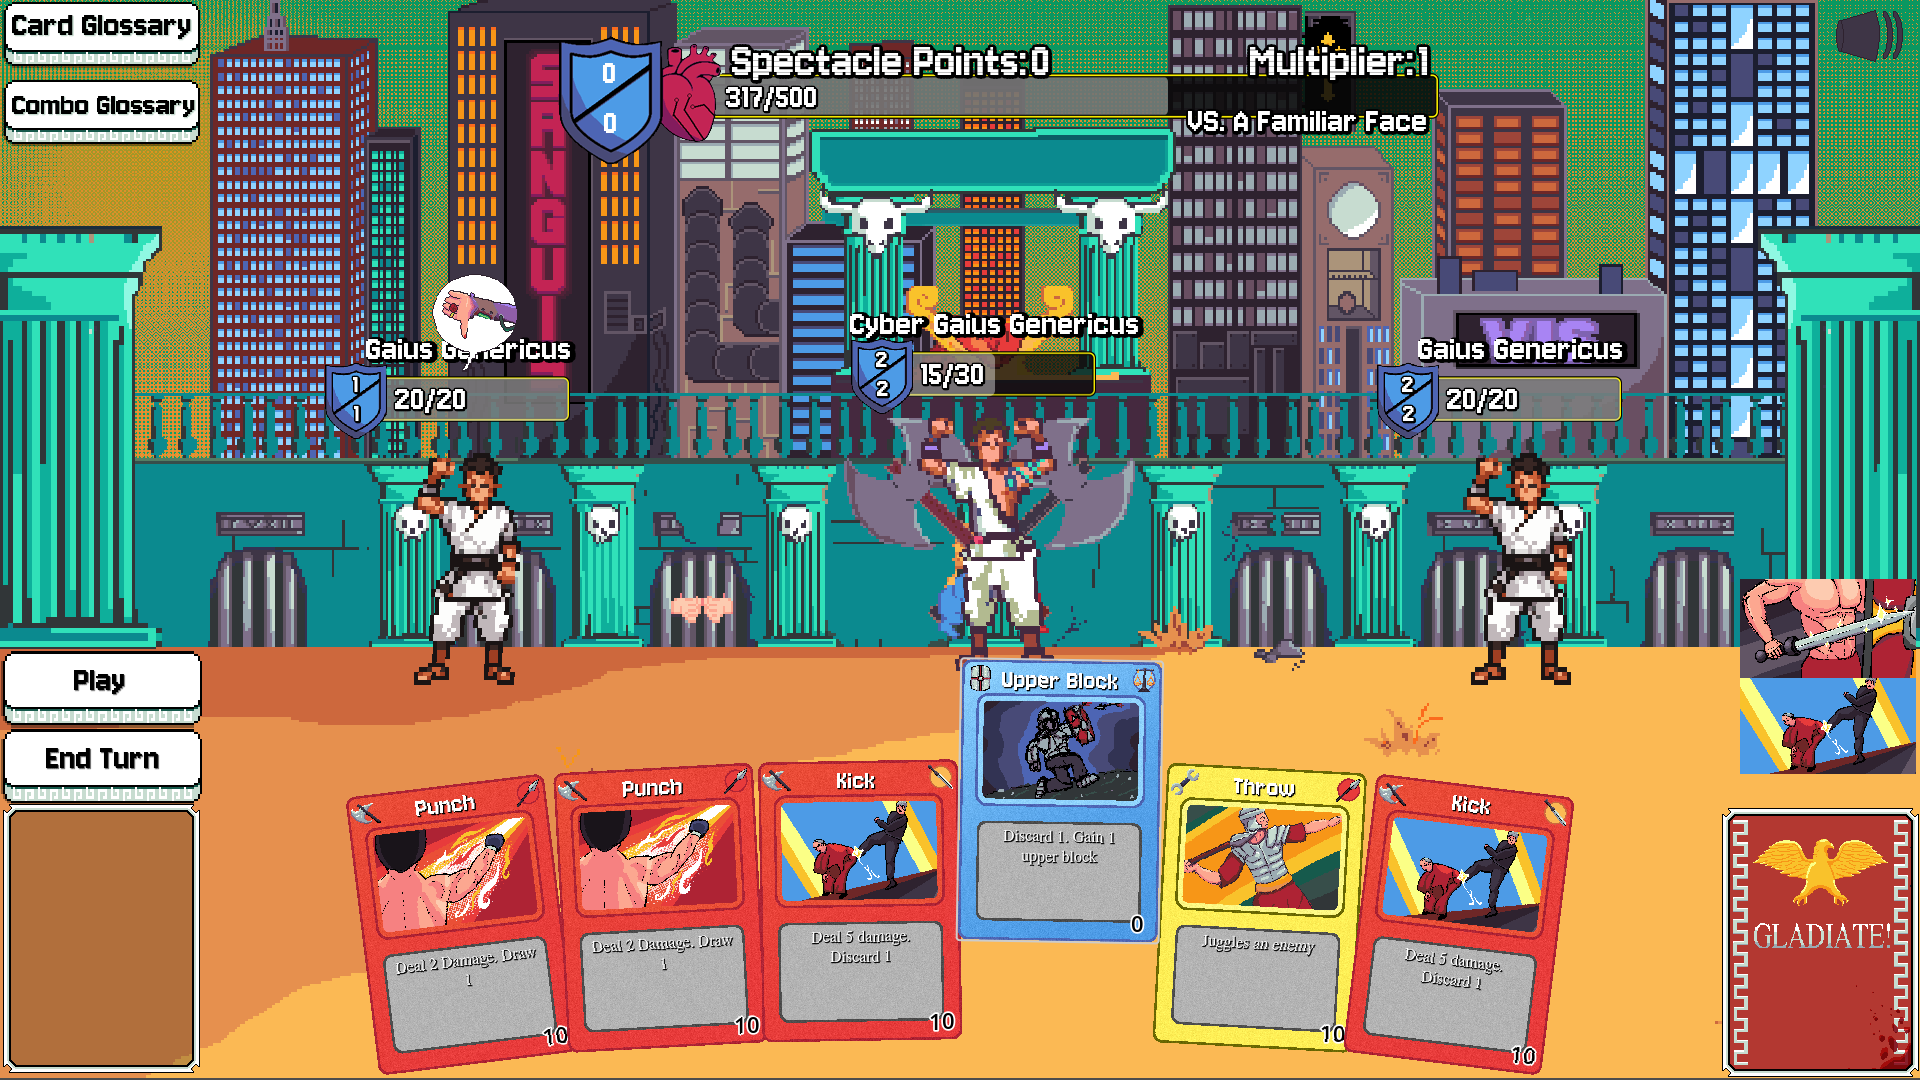 Card Glossary
Combo Glossary
0
0
Spectacle Points:0
Multiplier:1
317/500
VS. A Familiar Face
SANGUI
VIS
Gaius Genericus
1
1
20/20
Cyber Gaius Genericus
2
2
15/30
Gaius Genericus
2
2
20/20
Play
End Turn
Punch
Deal 2 Damage. Draw
1
10
Punch
Deal 2 Damage. Draw
1
10
Kick
Deal 5 damage.
Discard 1
10
Upper Block
Discard 1. Gain 1
upper block
0
Throw
Juggles an enemy
10
Kick
Deal 5 damage.
Discard 1
10
GLADIATE!